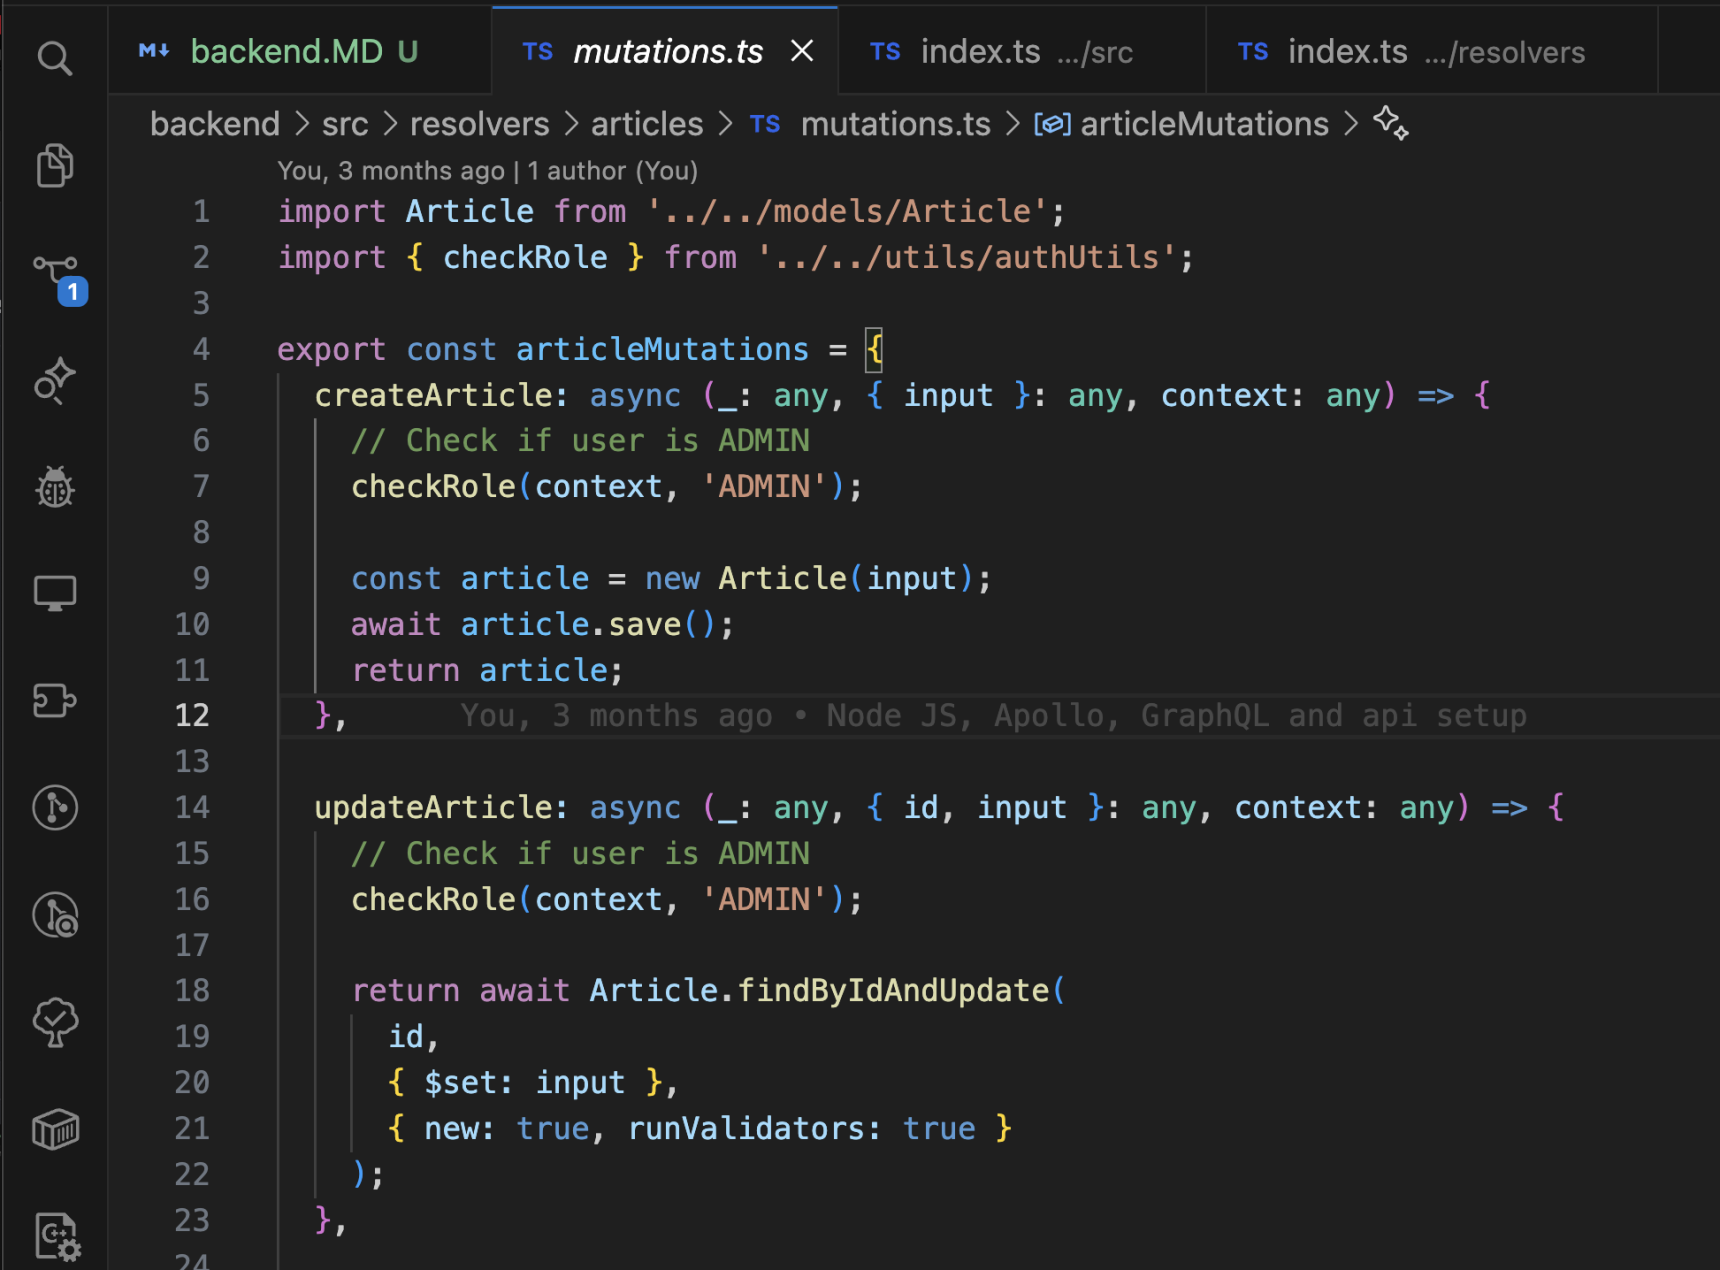 M↓ backend.MD U TS mutations.ts × TS index.ts .../src TS index.ts .../resolvers
backend > src > resolvers > articles > TS mutations.ts > articleMutations >
You, 3 months ago | 1 author (You)
1 import Article from '../../models/Article';
2 import { checkRole } from '../../utils/authUtils';
3
4 export const articleMutations = {
5 createArticle: async (_: any, { input }: any, context: any) => {
6 // Check if user is ADMIN
7 checkRole(context, 'ADMIN');
8
9 const article = new Article(input);
10 await article.save();
11 return article;
12 }, You, 3 months ago • Node JS, Apollo, GraphQL and api setup
13
14 updateArticle: async (_: any, { id, input }: any, context: any) => {
15 // Check if user is ADMIN
16 checkRole(context, 'ADMIN');
17
18 return await Article.findByIdAndUpdate(
19 id,
20 { $set: input },
21 { new: true, runValidators: true }
22 );
23 },
24
1
C++